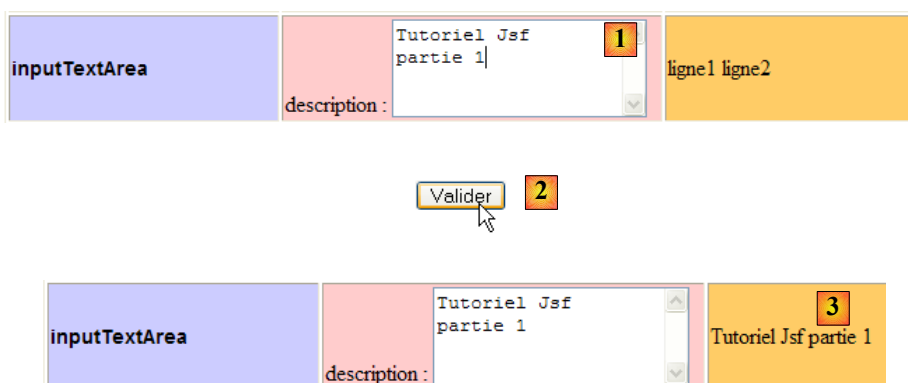 Tutoriel Jsf
partie 1
1
inputTextArea
description :
ligne1 ligne2
Valider
2
Tutoriel Jsf
partie 1
3
inputTextArea
description :
Tutoriel Jsf partie 1